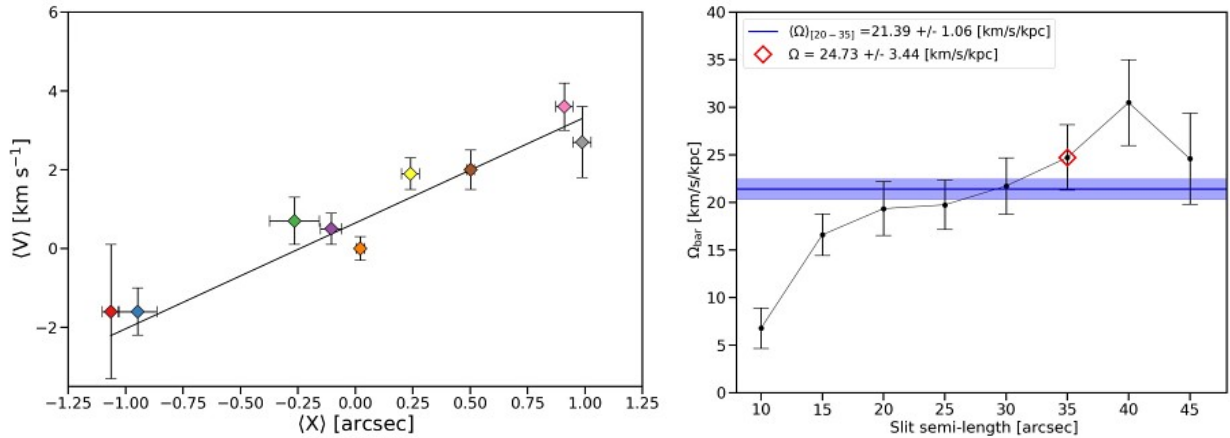 6
4
2
0
−2
⟨V⟩ [km s⁻¹]
−1.25 −1.00 −0.75 −0.50 −0.25 0.00 0.25 0.50 0.75 1.00 1.25
⟨X⟩ [arcsec]
40
35
30
25
20
15
10
5
0
Ω_bar [km/s/kpc]
⟨Ω⟩[20−35] =21.39 +/- 1.06 [km/s/kpc]
Ω = 24.73 +/- 3.44 [km/s/kpc]
10 15 20 25 30 35 40 45
Slit semi-length [arcsec]